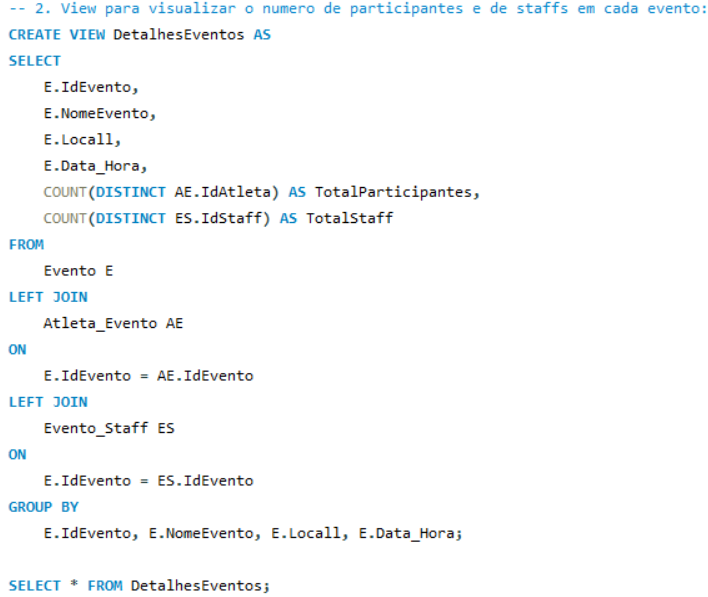 -- 2. View para visualizar o numero de participantes e de staffs em cada evento:
CREATE VIEW DetalhesEventos AS
SELECT
    E.IdEvento,
    E.NomeEvento,
    E.Locall,
    E.Data_Hora,
    COUNT(DISTINCT AE.IdAtleta) AS TotalParticipantes,
    COUNT(DISTINCT ES.IdStaff) AS TotalStaff
FROM
    Evento E
LEFT JOIN
    Atleta_Evento AE
ON
    E.IdEvento = AE.IdEvento
LEFT JOIN
    Evento_Staff ES
ON
    E.IdEvento = ES.IdEvento
GROUP BY
    E.IdEvento, E.NomeEvento, E.Locall, E.Data_Hora;
SELECT * FROM DetalhesEventos;